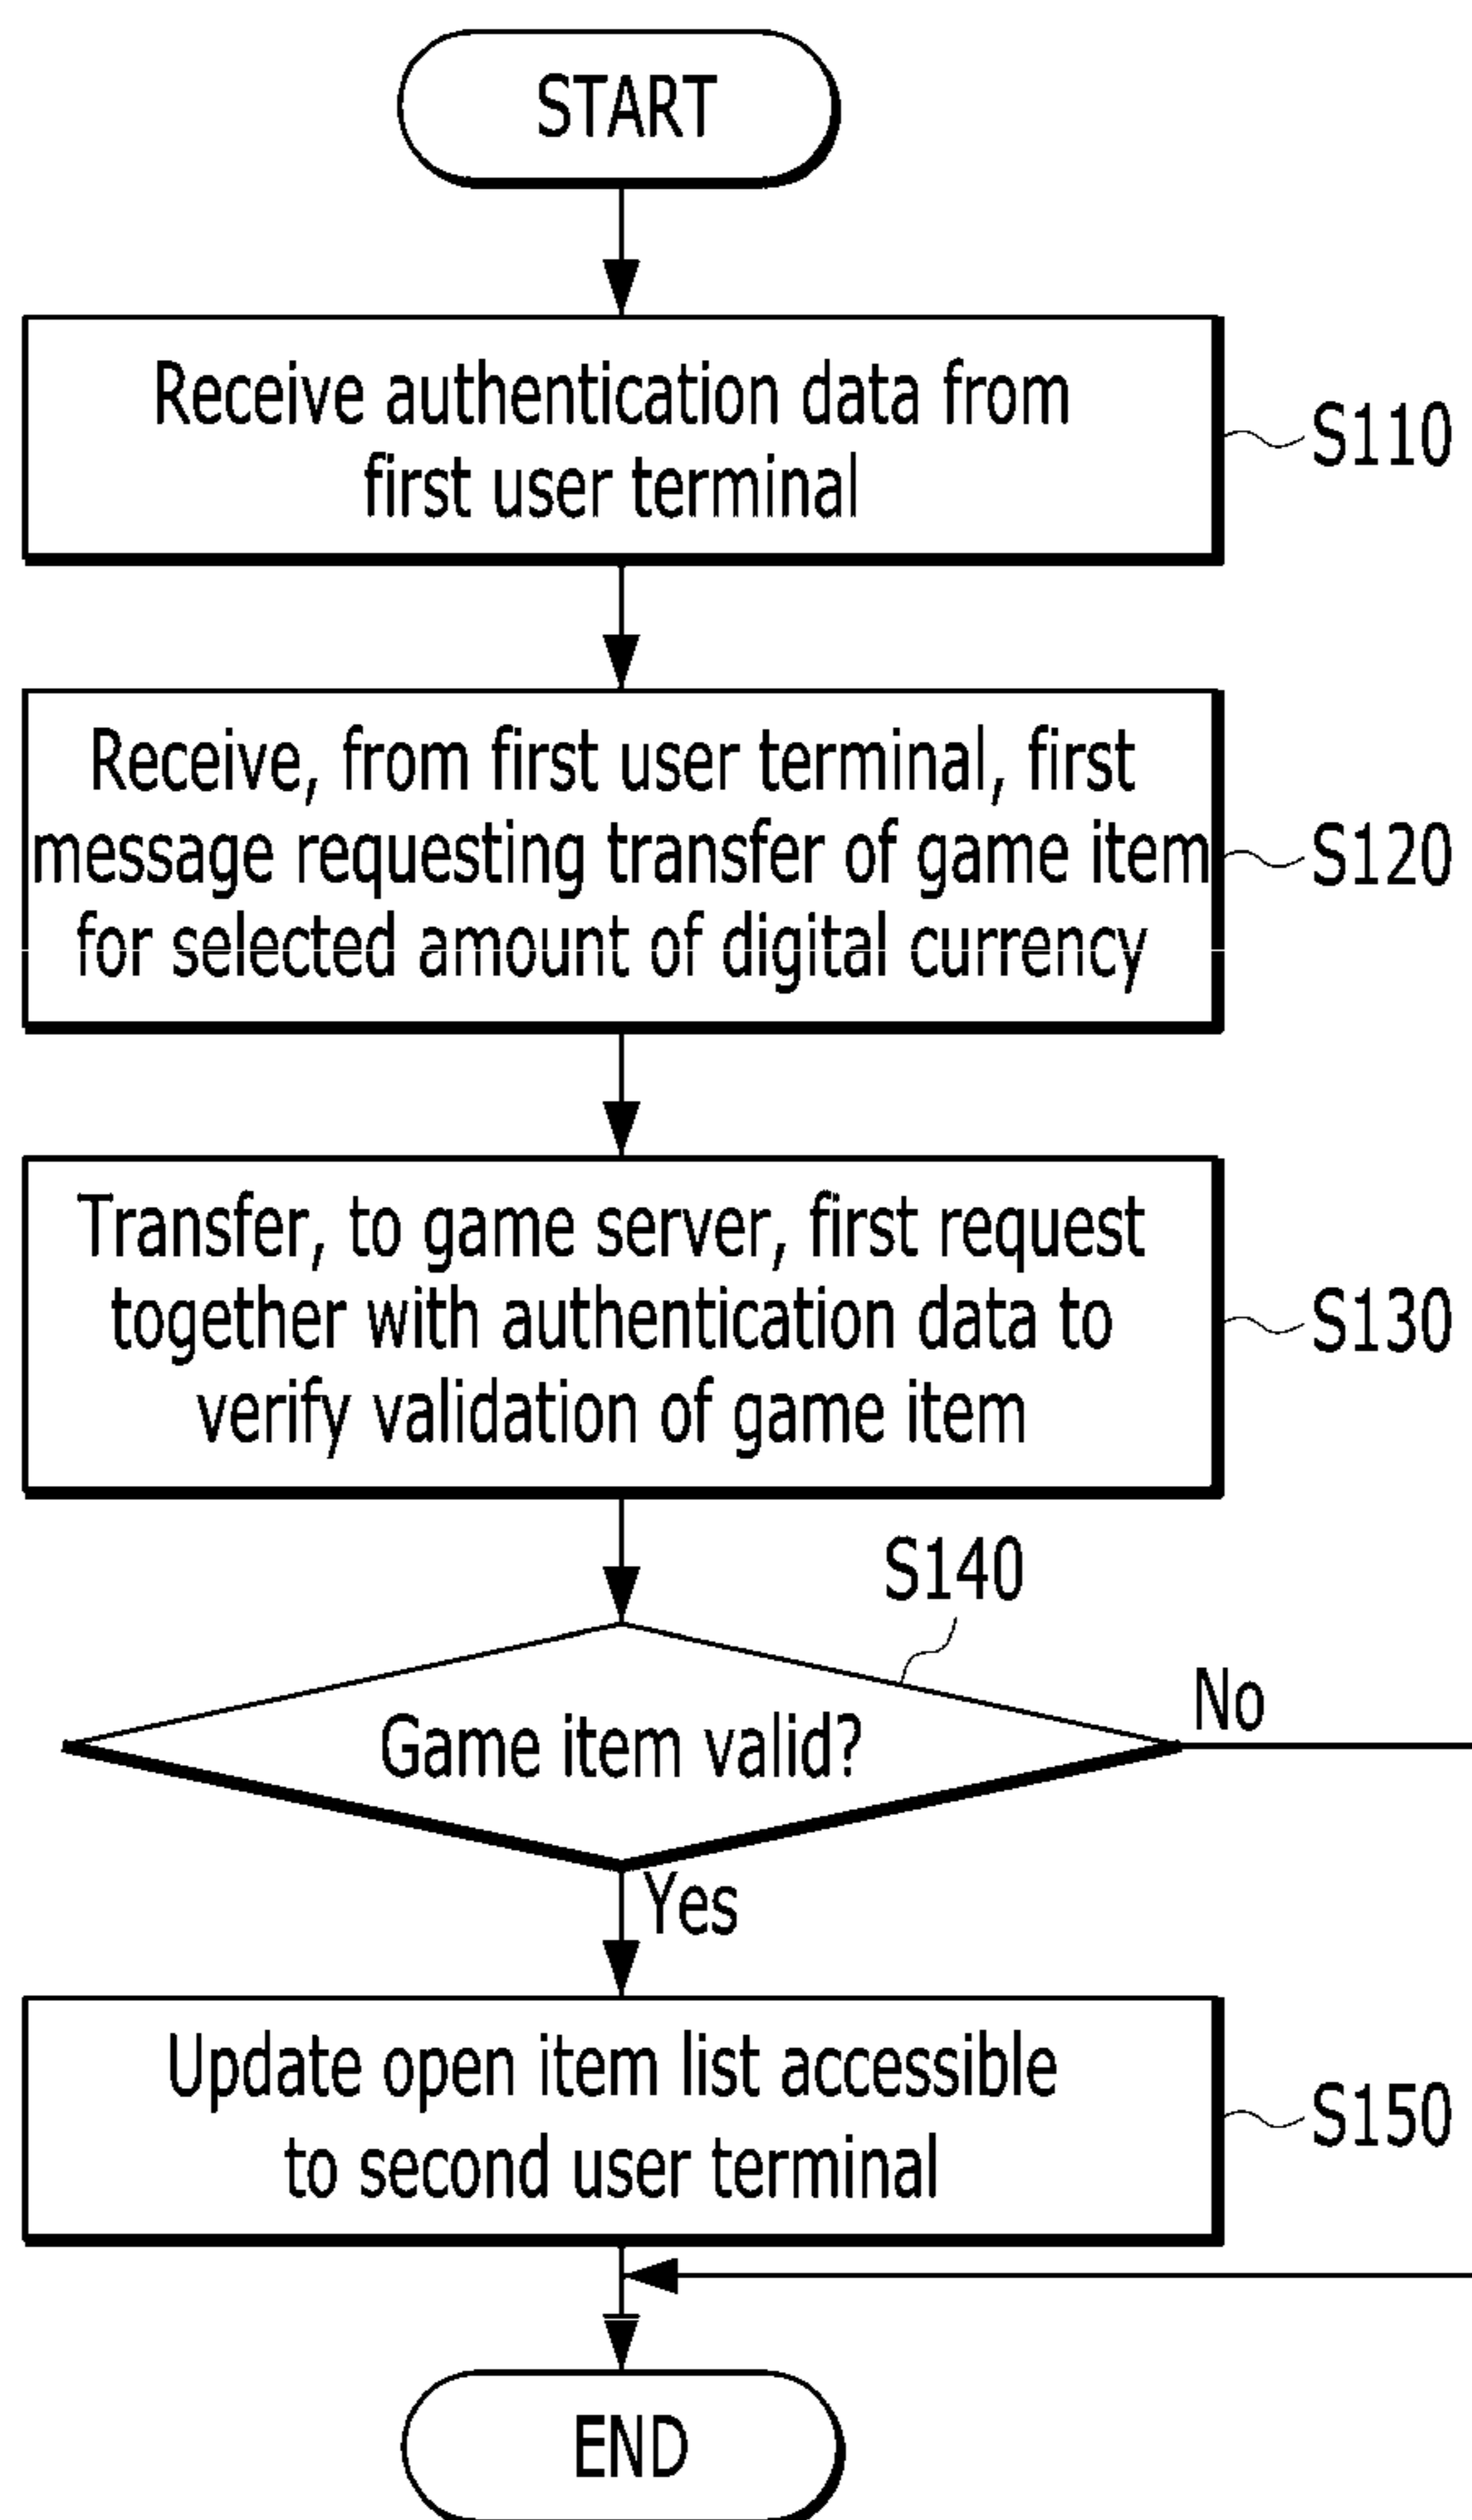 START
Receive authentication data from
first user terminal
S110
Receive, from first user terminal, first
message requesting transfer of game item
for selected amount of digital currency
S120
Transfer, to game server, first request
together with authentication data to
verify validation of game item
S130
S140
Game item valid?
No
Yes
Update open item list accessible
to second user terminal
S150
END